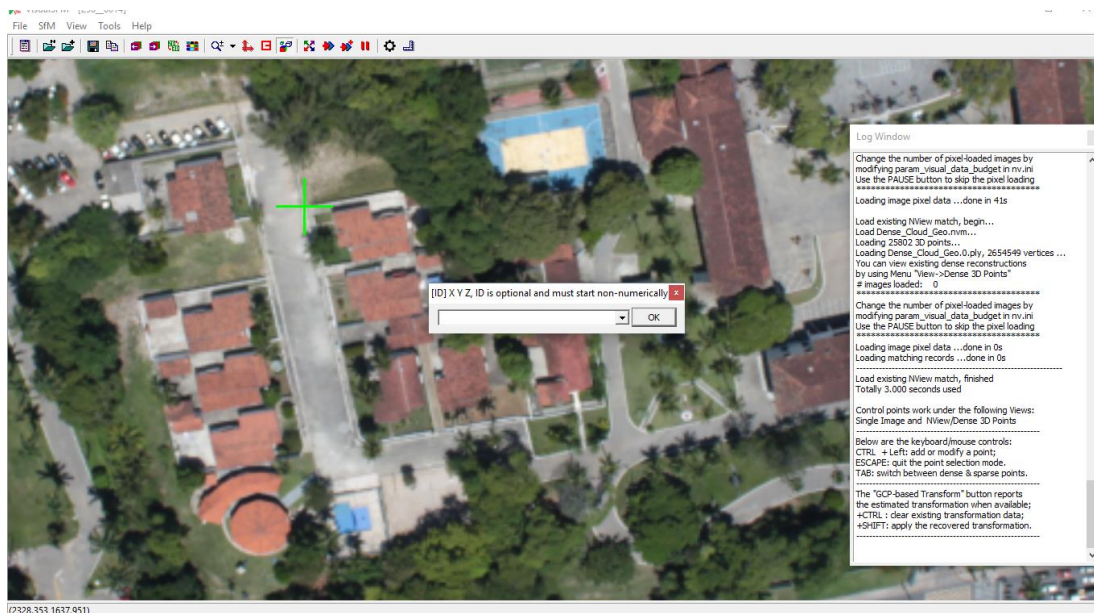 File SfM View Tools Help
Log Window
Change the number of pixel-loaded images by
modifying param_visual_data_budget in nv.ini
Use the PAUSE button to skip the pixel loading
========================================
Loading image pixel data ...done in 41s
Load existing NView match, begin...
Load Dense_Cloud_Geo.nvm...
Loading 25802 3D points...
Loading Dense_Cloud_Geo.0.ply, 2654549 vertices ...
You can view existing dense reconstructions
by using Menu "View->Dense 3D Points"
# images loaded: 0
========================================
Change the number of pixel-loaded images by
modifying param_visual_data_budget in nv.ini
Use the PAUSE button to skip the pixel loading
========================================
Loading image pixel data ...done in 0s
Loading matching records ...done in 0s
----------------------------------------------------------------
Load existing NView match, finished
Totally 3.000 seconds used
Control points work under the following Views:
Single Image and NView/Dense 3D Points
----------------------------------------------------------
Below are the keyboard/mouse controls:
CTRL + Left: add or modify a point;
ESCAPE: quit the point selection mode.
TAB: switch between dense & sparse points.
----------------------------------------------------------
The "GCP-based Transform" button reports
the estimated transformation when available;
+CTRL : clear existing transformation data;
+SHIFT: apply the recovered transformation.
----------------------------------------------------------
[ID] X Y Z, ID is optional and must start non-numerically
OK
(2328.353 1637.951)